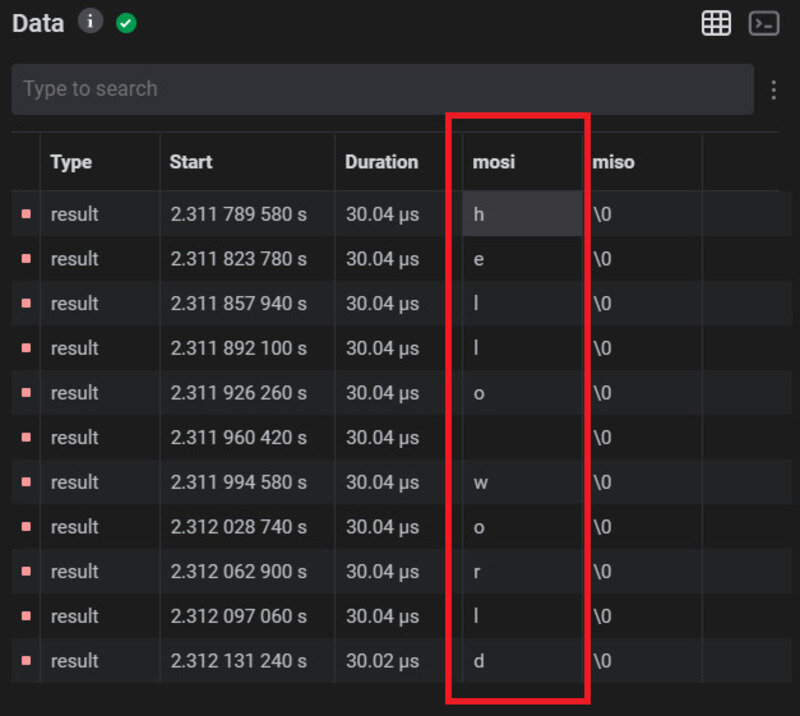 Data i
Type to search
Type Start Duration mosi miso
result 2.311 789 580 s 30.04 μs h \0
result 2.311 823 780 s 30.04 μs e \0
result 2.311 857 940 s 30.04 μs l \0
result 2.311 892 100 s 30.04 μs l \0
result 2.311 926 260 s 30.04 μs o \0
result 2.311 960 420 s 30.04 μs \0
result 2.311 994 580 s 30.04 μs w \0
result 2.312 028 740 s 30.04 μs o \0
result 2.312 062 900 s 30.04 μs r \0
result 2.312 097 060 s 30.04 μs l \0
result 2.312 131 240 s 30.02 μs d \0